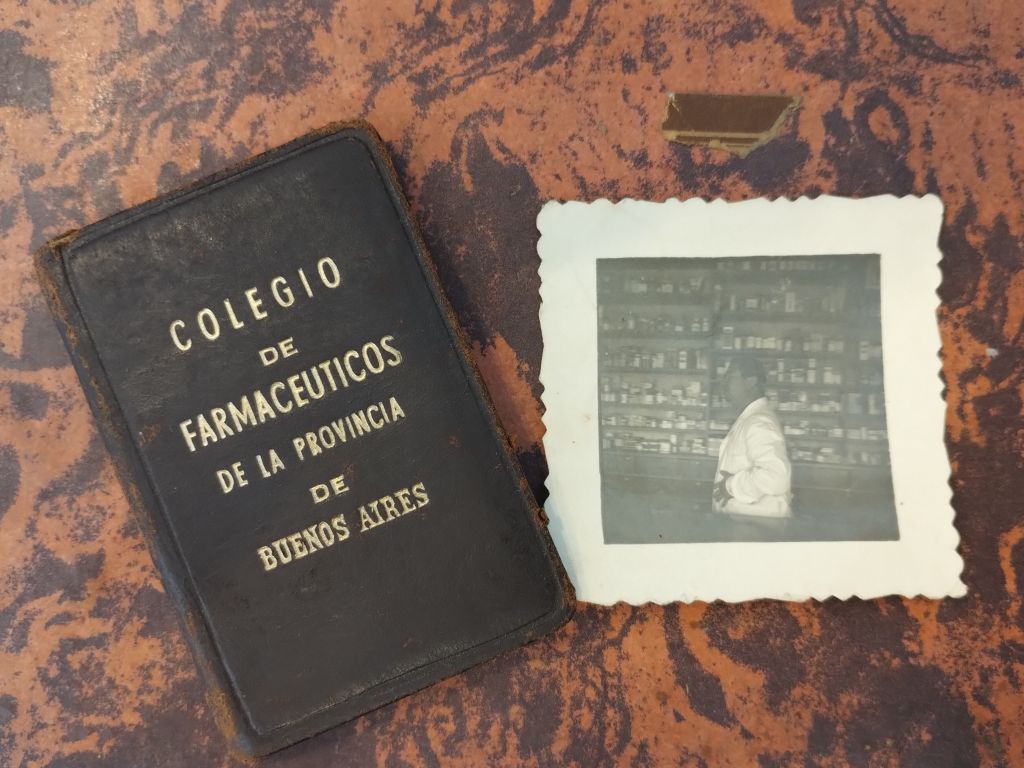 COLEGIO
DE
FARMACEUTICOS
DE LA PROVINCIA
DE
BUENOS AIRES